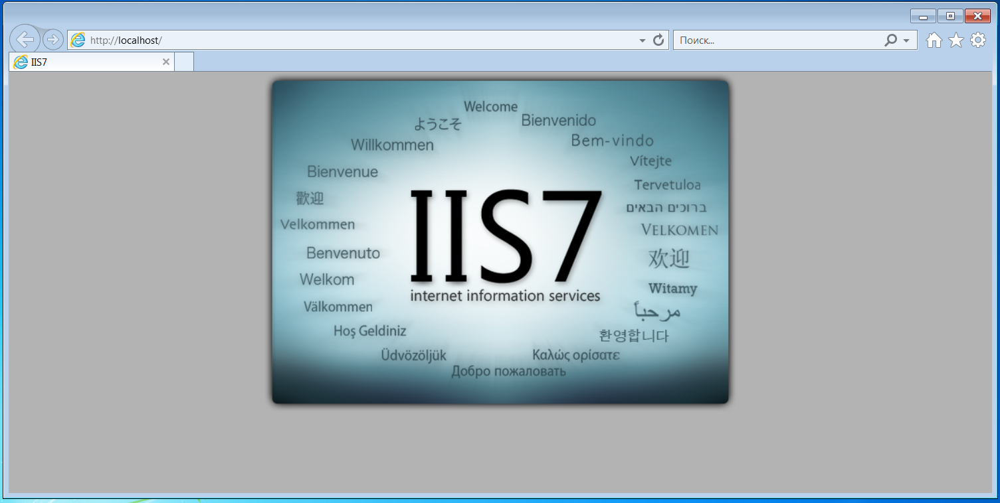 http://localhost/
Поиск...
IIS7
Welcome
ようこそ
Bienvenido
Willkommen
Bem-vindo
Vítejte
Bienvenue
Tervetuloa
歡迎
ברוכים הבאים
Velkommen
VELKOMEN
Benvenuto
欢迎
Welkom
Witamy
Välkommen
مرحباً
Hoş Geldiniz
환영합니다
Üdvözöljük
Καλώς ορίσατε
Добро пожаловать
IIS7
internet information services